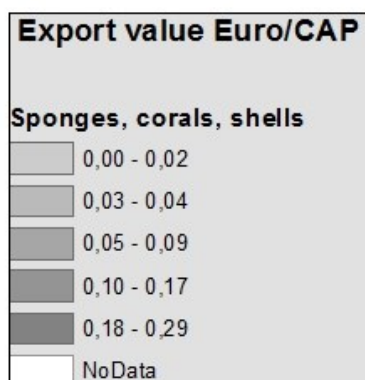 Export value Euro/CAP
Sponges, corals, shells
0,00 - 0,02
0,03 - 0,04
0,05 - 0,09
0,10 - 0,17
0,18 - 0,29
NoData